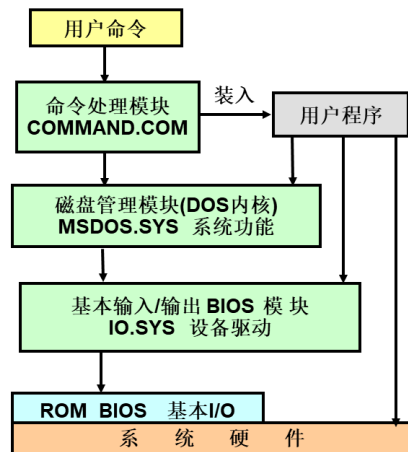 用户命令
命令处理模块
COMMAND.COM
装入
用户程序
磁盘管理模块(DOS内核)
MSDOS.SYS 系统功能
基本输入/输出 BIOS 模 块
IO.SYS 设备驱动
ROM BIOS 基本I/O
系 统 硬 件